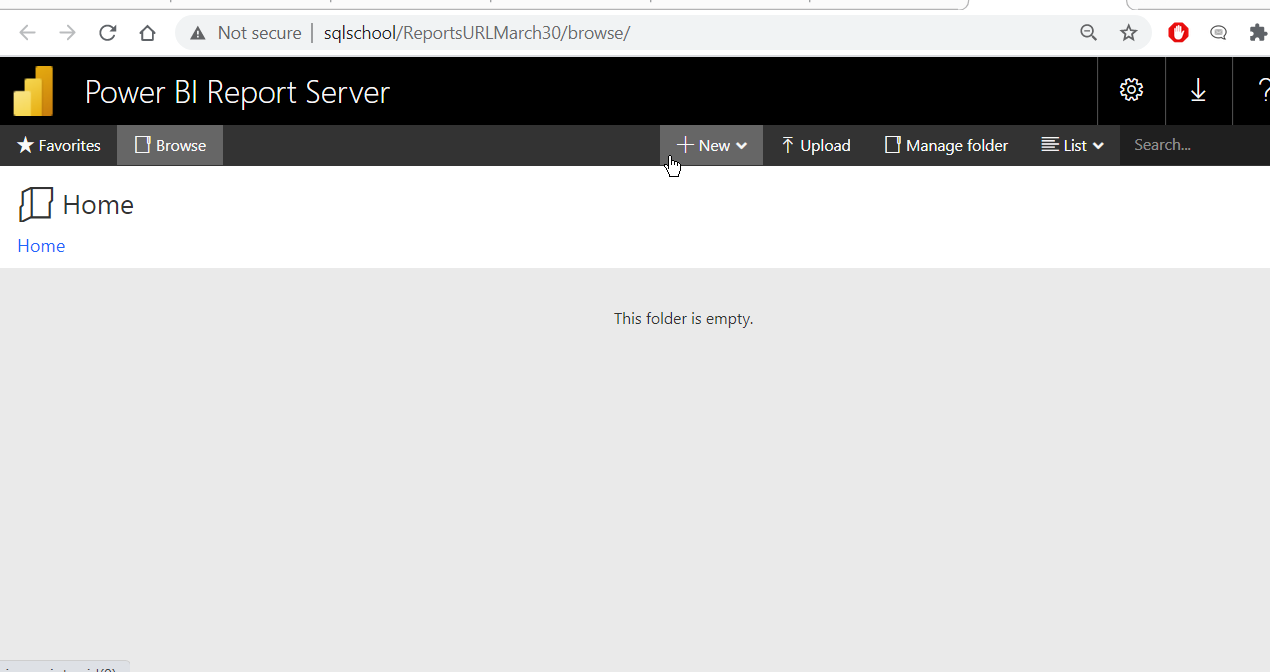 Not secure | sqlschool/ReportsURLMarch30/browse/
Power BI Report Server
?
Favorites Browse New Upload Manage folder List Search...
Home
Home
This folder is empty.